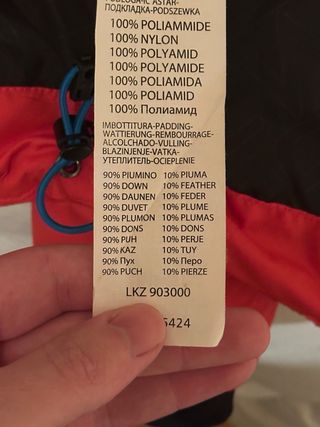 ПОДКЛАДКА-PODSZEWKA
100% POLIAMMIDE
100% NYLON
100% POLYAMID
100% POLYAMIDE
100% POLIAMIDA
100% POLIAMID
100% Полиамид
IMBOTTITURA-PADDING-
WATTIERUNG-REMBOURRAGE-
ALCOLCHADO-VULLING-
BLAZINJENJE-VATKA-
УТЕПЛИТЕЛЬ-OCIEPLENIE
90% PIUMINO 10% PIUMA
90% DOWN 10% FEATHER
90% DAUNEN 10% FEDER
90% DUVET 10% PLUME
90% PLUMON 10% PLUMAS
90% DONS 10% DONS
90% PUH 10% PERJE
90% KAZ 10% TUY
90% Пух 10% Перо
90% PUCH 10% PIERZE
LKZ 903000
5424